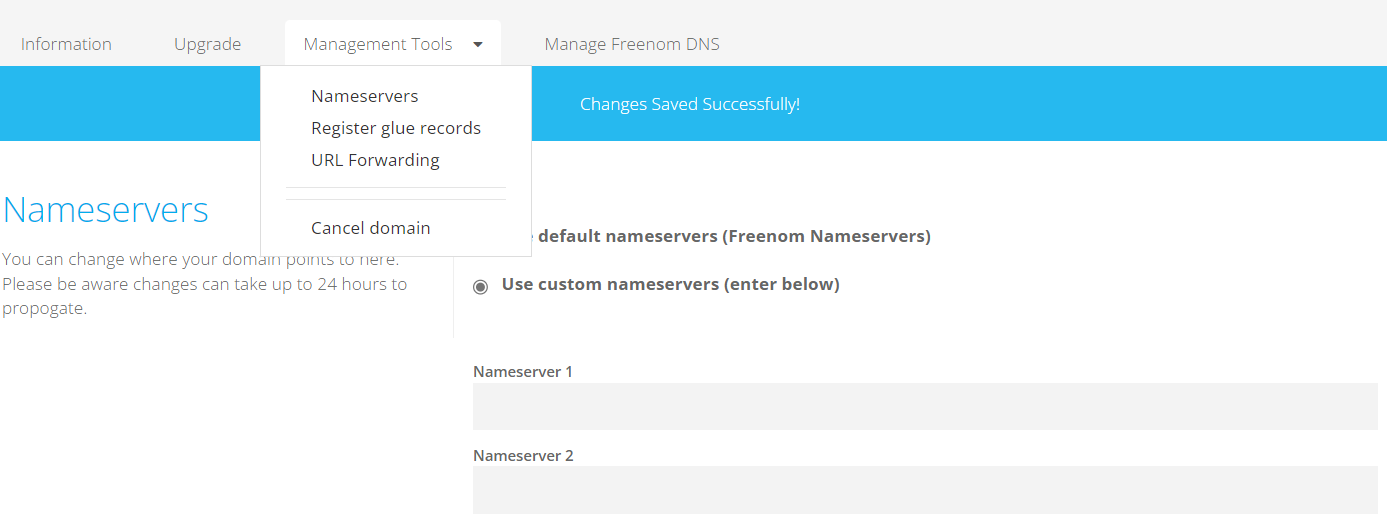 Information
Upgrade
Management Tools
Manage Freenom DNS
Nameservers
Register glue records
URL Forwarding
Cancel domain
Changes Saved Successfully!
Nameservers
You can change where your domain points to here.
Please be aware changes can take up to 24 hours to
propogate.
default nameservers (Freenom Nameservers)
Use custom nameservers (enter below)
Nameserver 1
Nameserver 2